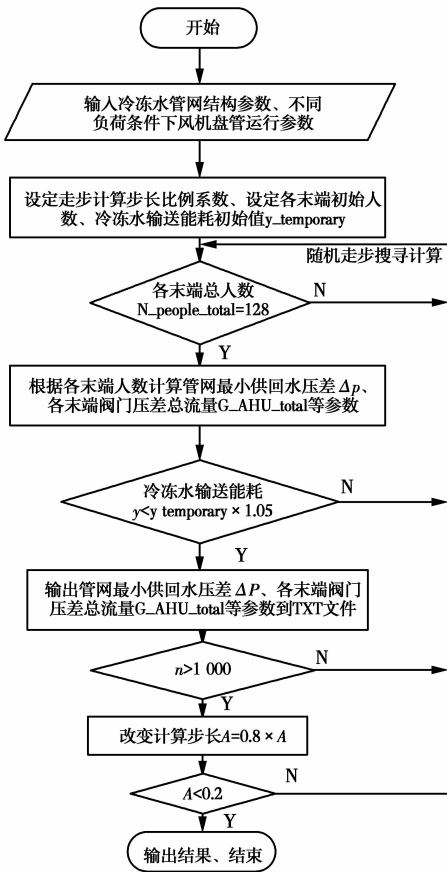 开始
输入冷冻水管网结构参数、不同
负荷条件下风机盘管运行参数
设定走步计算步长比例系数、设定各末端初始人
数、冷冻水输送能耗初始值y_temporary
随机走步搜寻计算
各末端总人数
N_people_total=128
N
Y
根据各末端人数计算管网最小供回水压差Δp、
各末端阀门压差总流量G_AHU_total等参数
冷冻水输送能耗
y<y temporary×1.05
N
Y
输出管网最小供回水压差ΔP、各末端阀门
压差总流量G_AHU_total等参数到TXT文件
n>1 000
N
Y
改变计算步长A=0.8×A
A<0.2
N
Y
输出结果、结束